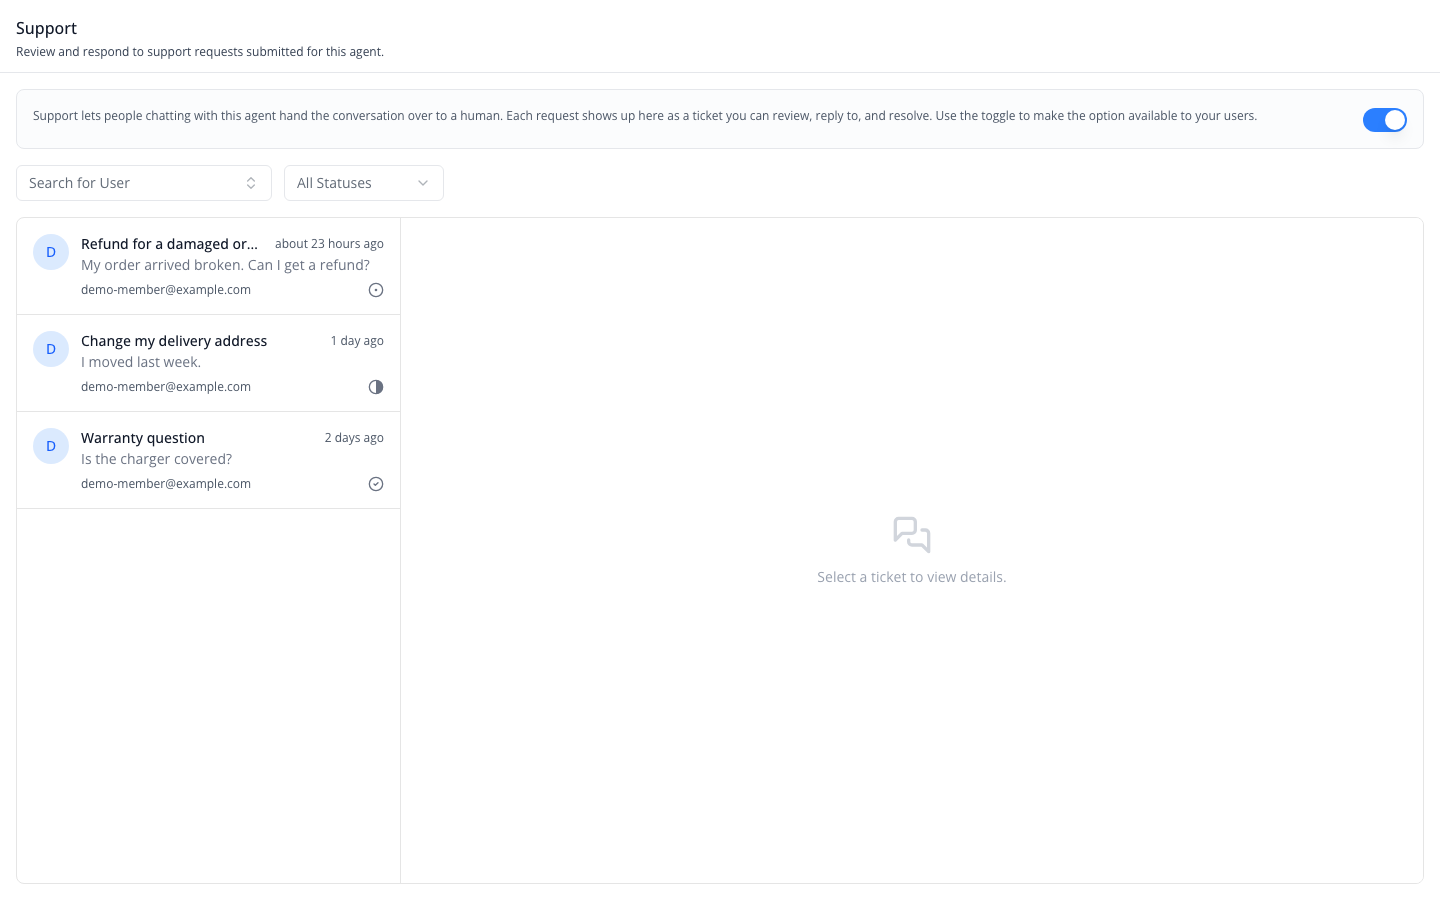 Support
Review and respond to support requests submitted for this agent.
Support lets people chatting with this agent hand the conversation over to a human. Each request shows up here as a ticket you can review, reply to, and resolve. Use the toggle to make the option available to your users.
Search for User
All Statuses
D
Refund for a damaged or... about 23 hours ago
My order arrived broken. Can I get a refund?
demo-member@example.com
D
Change my delivery address 1 day ago
I moved last week.
demo-member@example.com
D
Warranty question 2 days ago
Is the charger covered?
demo-member@example.com
Select a ticket to view details.